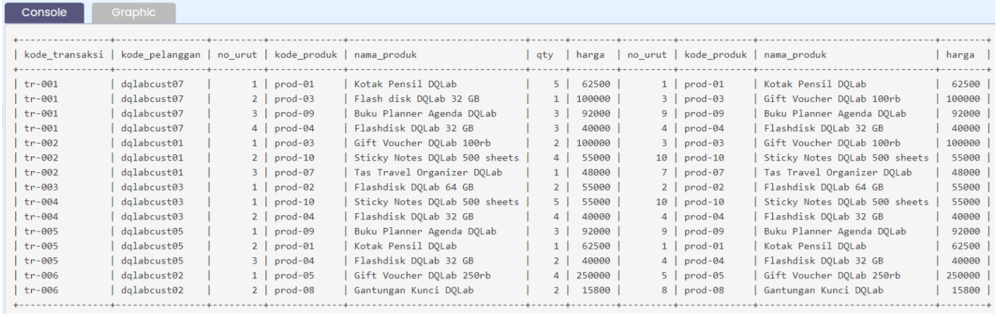 Console Graphic
| kode_transaksi | kode_pelanggan | no_urut | kode_produk | nama_produk | qty | harga | no_urut | kode_produk | nama_produk | harga |
| tr-001 | dqlabcust07 | 1 | prod-01 | Kotak Pensil DQLab | 5 | 62500 | 1 | prod-01 | Kotak Pensil DQLab | 62500 |
| tr-001 | dqlabcust07 | 2 | prod-03 | Flash disk DQLab 32 GB | 1 | 100000 | 3 | prod-03 | Gift Voucher DQLab 100rb | 100000 |
| tr-001 | dqlabcust07 | 3 | prod-09 | Buku Planner Agenda DQLab | 3 | 92000 | 9 | prod-09 | Buku Planner Agenda DQLab | 92000 |
| tr-001 | dqlabcust07 | 4 | prod-04 | Flashdisk DQLab 32 GB | 3 | 40000 | 4 | prod-04 | Flashdisk DQLab 32 GB | 40000 |
| tr-002 | dqlabcust01 | 1 | prod-03 | Gift Voucher DQLab 100rb | 2 | 100000 | 3 | prod-03 | Gift Voucher DQLab 100rb | 100000 |
| tr-002 | dqlabcust01 | 2 | prod-10 | Sticky Notes DQLab 500 sheets | 4 | 55000 | 10 | prod-10 | Sticky Notes DQLab 500 sheets | 55000 |
| tr-002 | dqlabcust01 | 3 | prod-07 | Tas Travel Organizer DQLab | 1 | 48000 | 7 | prod-07 | Tas Travel Organizer DQLab | 48000 |
| tr-003 | dqlabcust03 | 1 | prod-02 | Flashdisk DQLab 64 GB | 2 | 55000 | 2 | prod-02 | Flashdisk DQLab 64 GB | 55000 |
| tr-004 | dqlabcust03 | 1 | prod-10 | Sticky Notes DQLab 500 sheets | 5 | 55000 | 10 | prod-10 | Sticky Notes DQLab 500 sheets | 55000 |
| tr-004 | dqlabcust03 | 2 | prod-04 | Flashdisk DQLab 32 GB | 4 | 40000 | 4 | prod-04 | Flashdisk DQLab 32 GB | 40000 |
| tr-005 | dqlabcust05 | 1 | prod-09 | Buku Planner Agenda DQLab | 3 | 92000 | 9 | prod-09 | Buku Planner Agenda DQLab | 92000 |
| tr-005 | dqlabcust05 | 2 | prod-01 | Kotak Pensil DQLab | 1 | 62500 | 1 | prod-01 | Kotak Pensil DQLab | 62500 |
| tr-005 | dqlabcust05 | 3 | prod-04 | Flashdisk DQLab 32 GB | 2 | 40000 | 4 | prod-04 | Flashdisk DQLab 32 GB | 40000 |
| tr-006 | dqlabcust02 | 1 | prod-05 | Gift Voucher DQLab 250rb | 4 | 250000 | 5 | prod-05 | Gift Voucher DQLab 250rb | 250000 |
| tr-006 | dqlabcust02 | 2 | prod-08 | Gantungan Kunci DQLab | 2 | 15800 | 8 | prod-08 | Gantungan Kunci DQLab | 15800 |